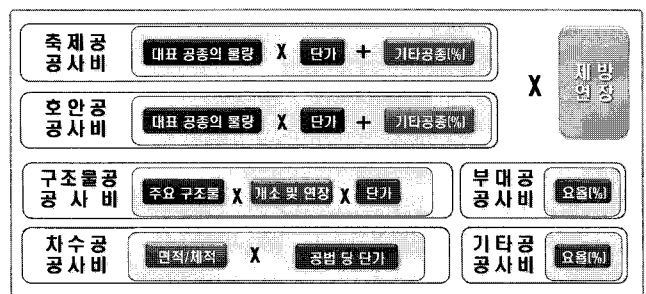 축제공
공사비
대표 공종의 물량 X 단가 + 기타공종(%)
호안공
공사비
대표 공종의 물량 X 단가 + 기타공종(%)
X
제방
연장
구조물공
공사비
주요 구조물 X 개소 및 연장 X 단가
부대공
공사비
요율(%)
차수공
공사비
면적/체적 X 공법 당 단가
기타공
공사비
요율(%)